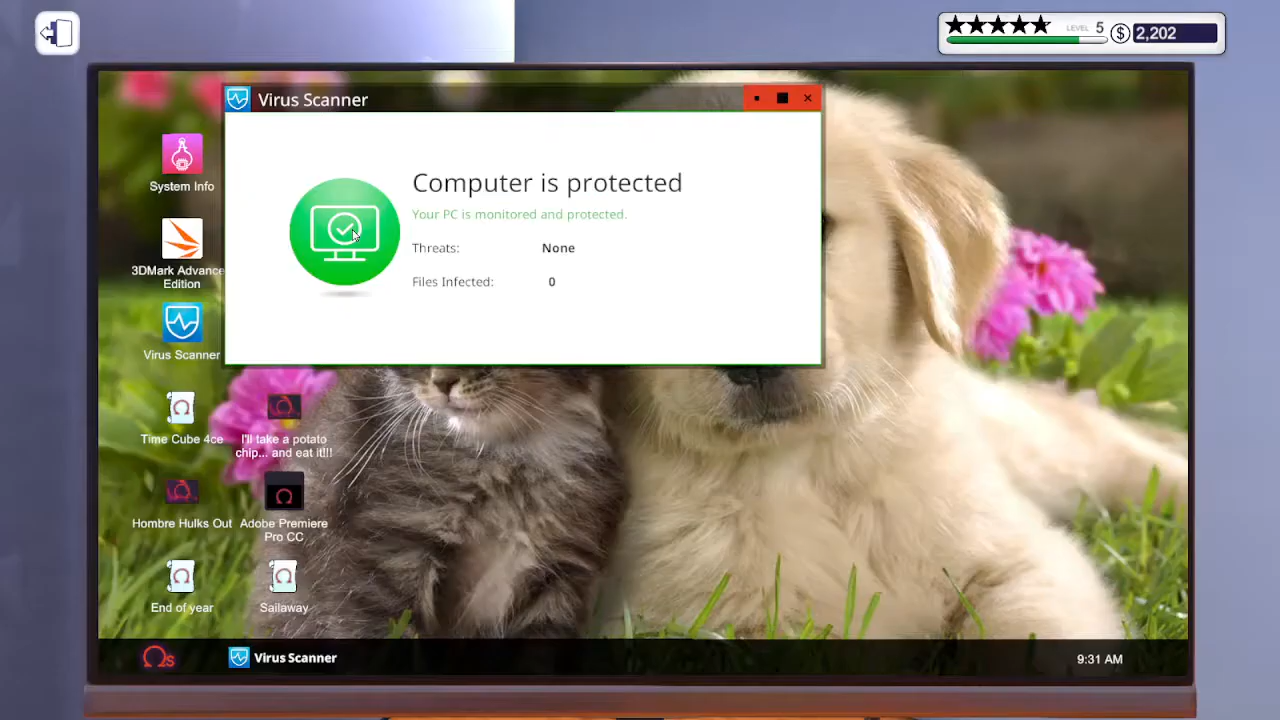 LEVEL 5
$ 2,202
Virus Scanner
Computer is protected
Your PC is monitored and protected.
Threats: None
Files Infected: 0
System Info
3DMark Advance
Edition
Virus Scanner
Time Cube 4ce
I'll take a potato
chip... and eat it!!!
Hombre Hulks Out
Adobe Premiere
Pro CC
End of year
Sailaway
Ωs
Virus Scanner
9:31 AM